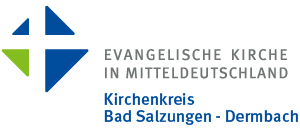 EVANGELISCHE KIRCHE
IN MITTELDEUTSCHLAND
Kirchenkreis
Bad Salzungen - Dermbach